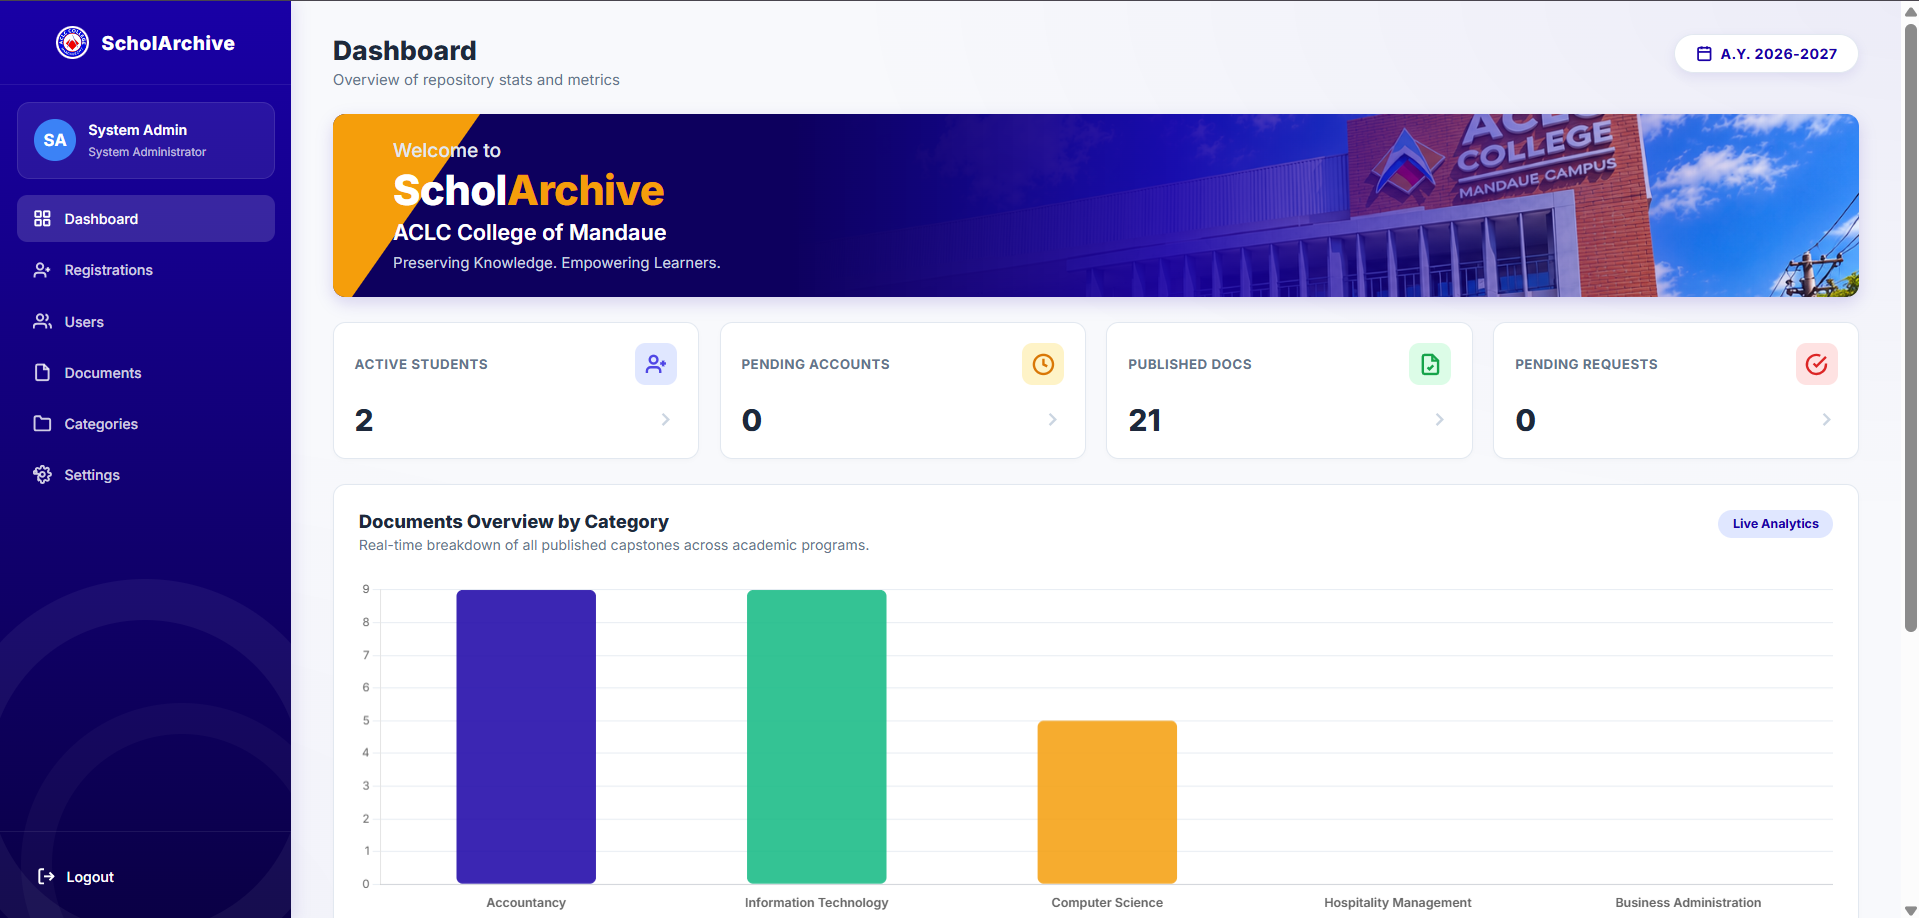 ScholArchive
SA
System Admin
System Administrator
Dashboard
Registrations
Users
Documents
Categories
Settings
Logout
Dashboard
Overview of repository stats and metrics
A.Y. 2026-2027
Welcome to
ScholArchive
ACLC College of Mandaue
Preserving Knowledge. Empowering Learners.
ACLC
COLLEGE
MANDAUE CAMPUS
ACTIVE STUDENTS
2
PENDING ACCOUNTS
0
PUBLISHED DOCS
21
PENDING REQUESTS
0
Documents Overview by Category
Real-time breakdown of all published capstones across academic programs.
Live Analytics
9
8
7
6
5
4
3
2
1
0
Accountancy
Information Technology
Computer Science
Hospitality Management
Business Administration